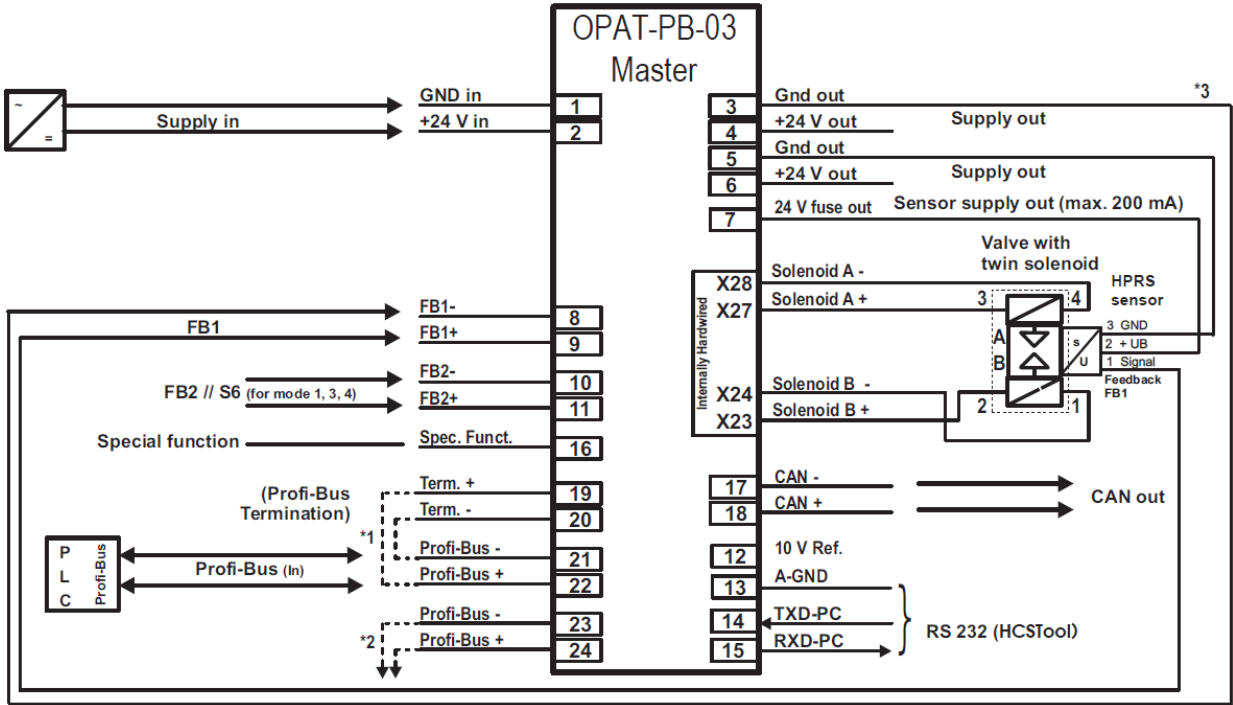 OPAT-PB-03
Master
~
=
Supply in
GND in
+24 V in
1
2
3
4
5
6
7
Gnd out
+24 V out
Gnd out
+24 V out
24 V fuse out
Supply out
Supply out
Sensor supply out (max. 200 mA)
*3
Valve with
twin solenoid
HPRS
sensor
Internally Hardwired
X28
X27
X24
X23
Solenoid A -
Solenoid A +
Solenoid B -
Solenoid B +
3
4
A
B
2
1
s
U
3 GND
2 + UB
1 Signal
Feedback
FB1
FB1
FB1-
FB1+
8
9
FB2 // S6 (for mode 1, 3, 4)
FB2-
FB2+
10
11
Special function
Spec. Funct.
16
(Profi-Bus
Termination)
*1
Term. +
Term. -
Profi-Bus -
Profi-Bus +
19
20
21
22
P
L
C
Profi-Bus
Profi-Bus (In)
*2
Profi-Bus -
Profi-Bus +
23
24
17
18
CAN -
CAN +
CAN out
12
13
14
15
10 V Ref.
A-GND
TXD-PC
RXD-PC
RS 232 (HCSTool)